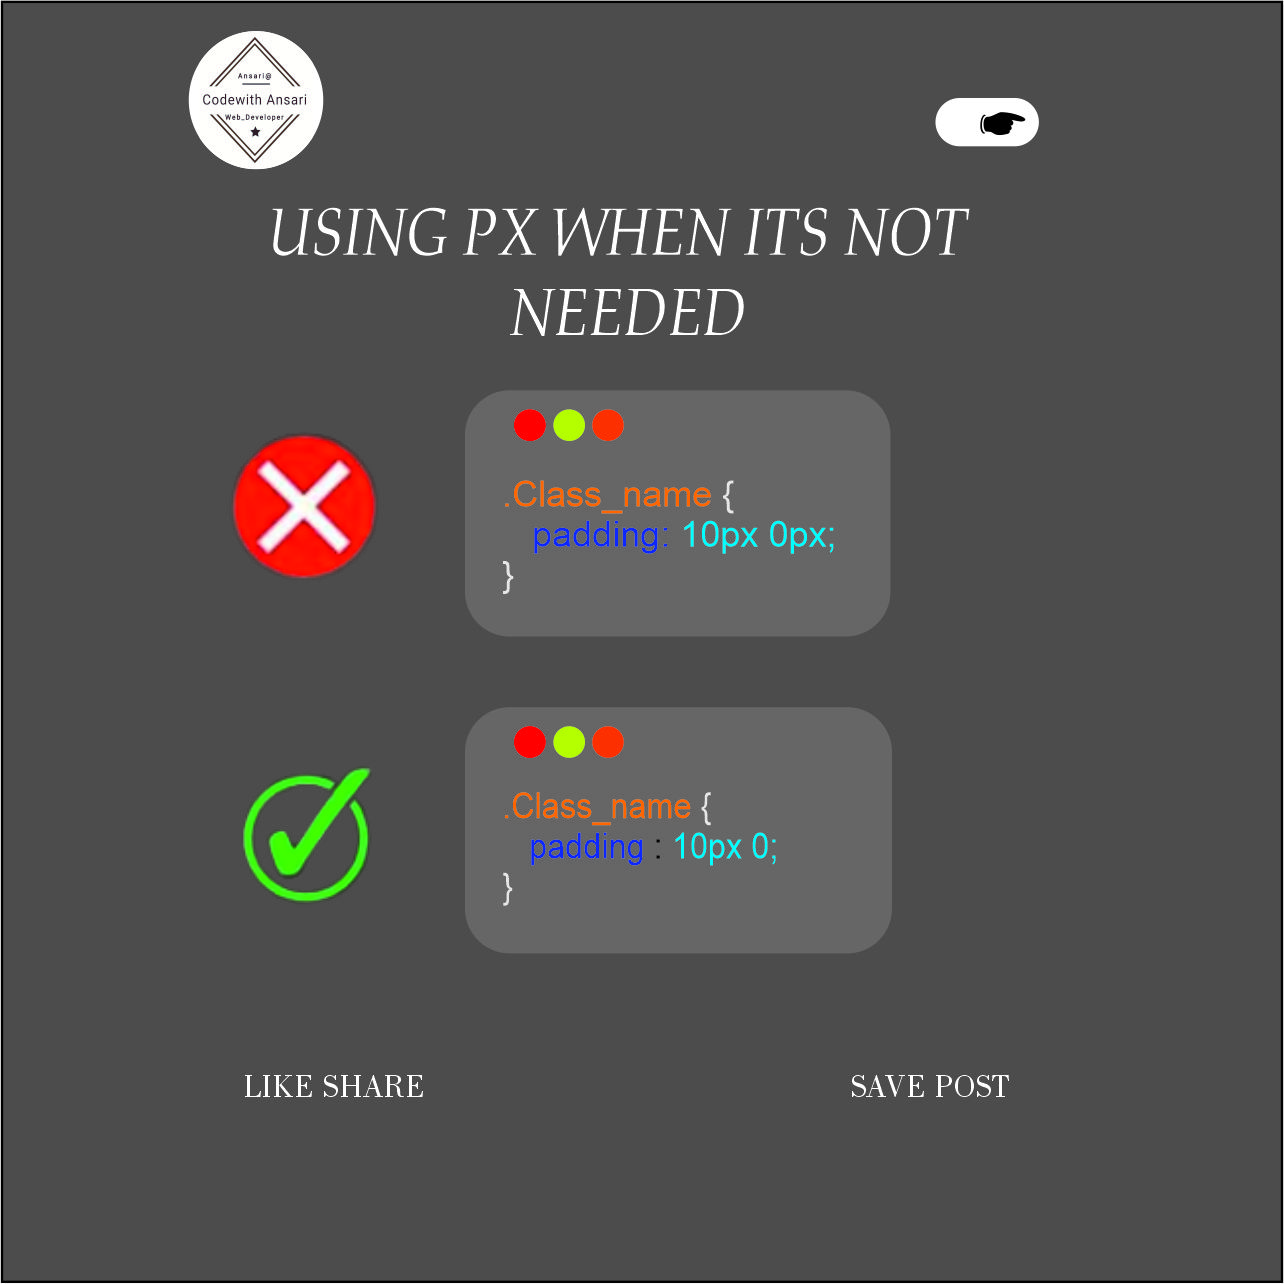 Ansari@
Codewith Ansari
Web_Developer
USING PX WHEN ITS NOT
NEEDED
.Class_name {
padding: 10px 0px;
}
.Class_name {
padding : 10px 0;
}
LIKE SHARE
SAVE POST